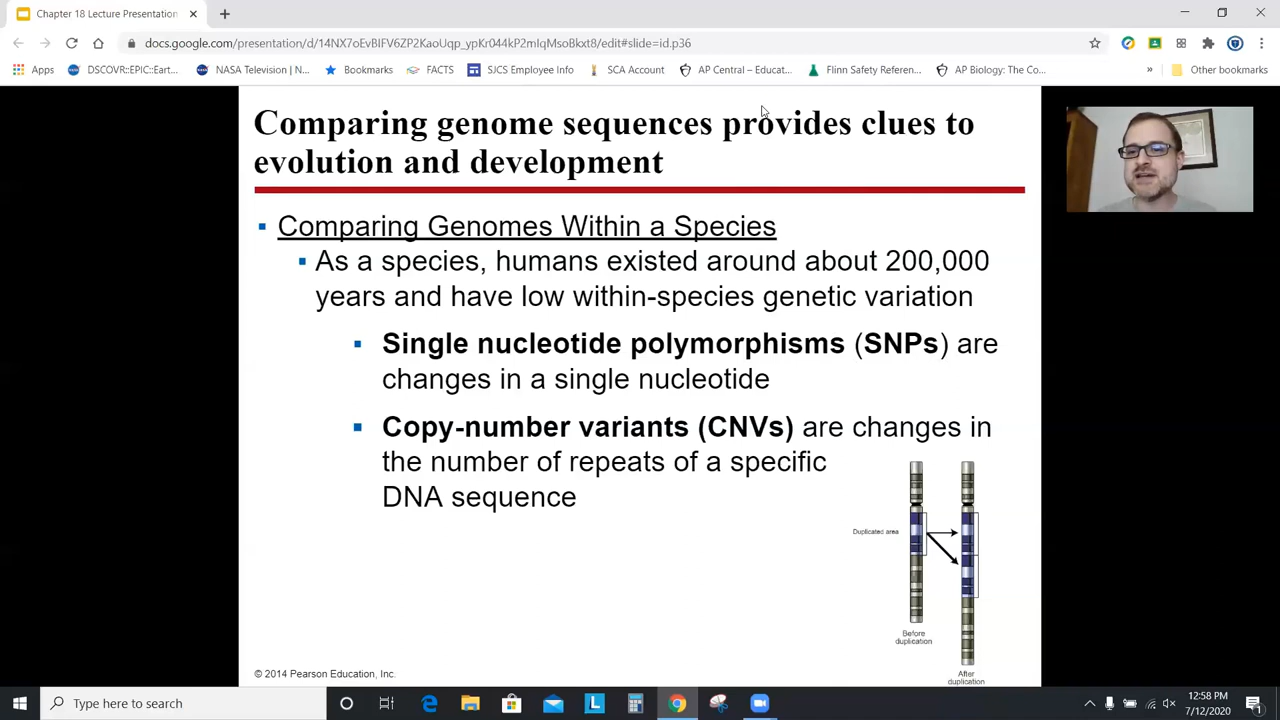 Chapter 18 Lecture Presentation
docs.google.com/presentation/d/14NX7oEvBIFV6ZP2KaoUqp_ypKr044kP2mIqMsoBkxt8/edit#slide=id.p36
Apps DSCOVR::EPIC::Eart... NASA Television | N... Bookmarks FACTS SJCS Employee Info SCA Account AP Central – Educat... Flinn Safety Referen... AP Biology: The Co... » Other bookmarks
Comparing genome sequences provides clues to
evolution and development
Comparing Genomes Within a Species
As a species, humans existed around about 200,000
years and have low within-species genetic variation
Single nucleotide polymorphisms (SNPs) are
changes in a single nucleotide
Copy-number variants (CNVs) are changes in
the number of repeats of a specific
DNA sequence
Duplicated area
Before
duplication
After
duplication
© 2014 Pearson Education, Inc.
Type here to search
12:58 PM
7/12/2020